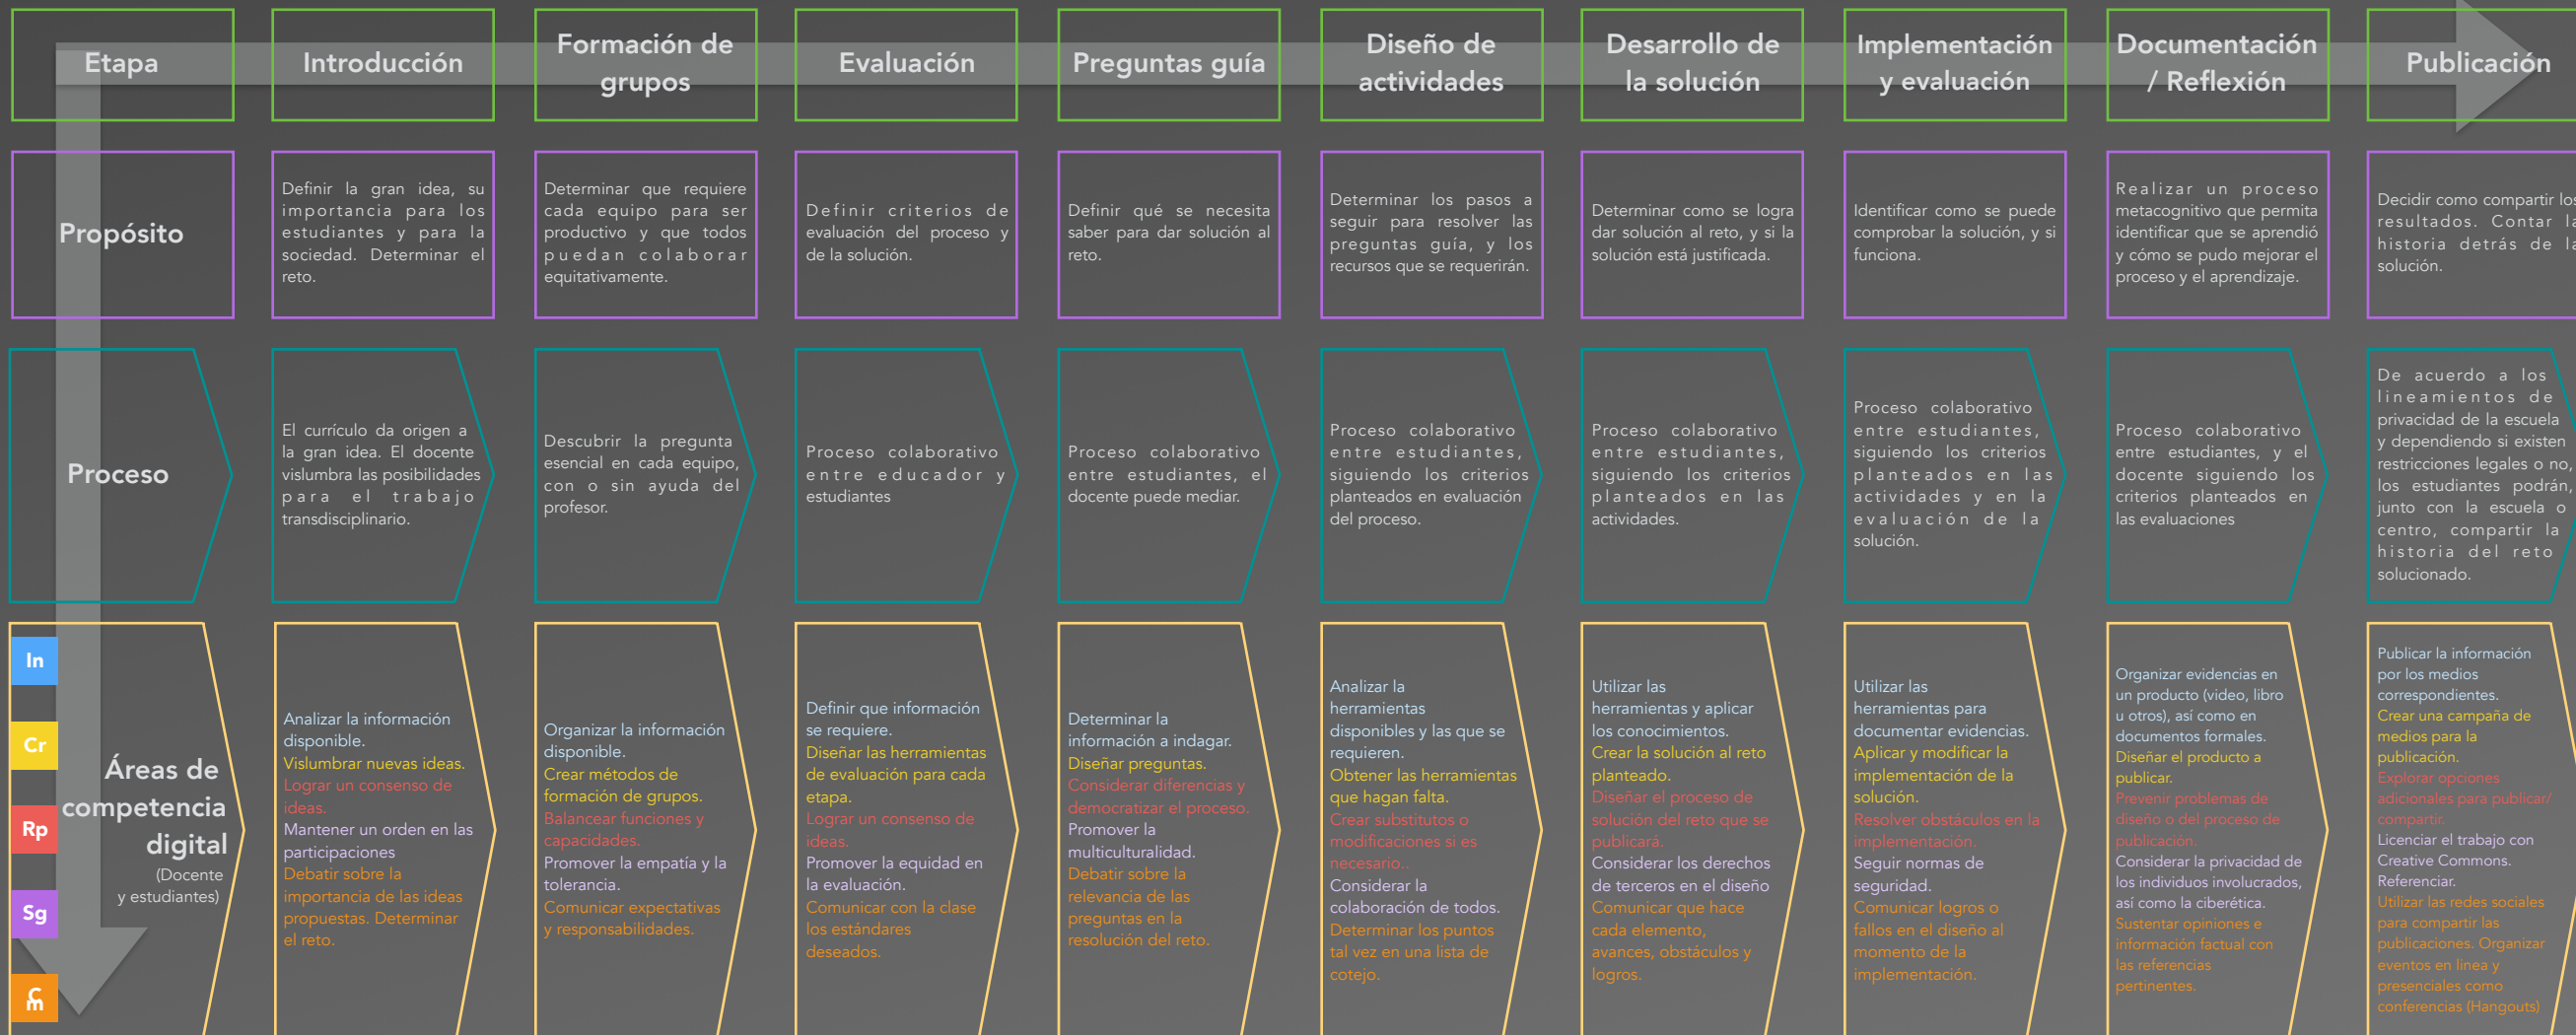 Etapa
Introducción
Formación de
grupos
Evaluación
Preguntas guía
Diseño de
actividades
Desarrollo de
la solución
Implementación
y evaluación
Documentación
/ Reflexión
Publicación
Propósito
Definir la gran idea, su
importancia para los
estudiantes y para la
sociedad. Determinar el
reto.
Determinar que requiere
cada equipo para ser
productivo y que todos
puedan colaborar
equitativamente.
Definir criterios de
evaluación del proceso y
de la solución.
Definir qué se necesita
saber para dar solución al
reto.
Determinar los pasos a
seguir para resolver las
preguntas guía, y los
recursos que se requerirán.
Determinar como se logra
dar solución al reto, y si la
solución está justificada.
Identificar como se puede
comprobar la solución, y si
funciona.
Realizar un proceso
metacognitivo que permita
identificar que se aprendió
y cómo se pudo mejorar el
proceso y el aprendizaje.
Decidir como compartir los
resultados. Contar la
historia detrás de la
solución.
Proceso
El currículo da origen a
la gran idea. El docente
vislumbra las posibilidades
para el trabajo
transdisciplinario.
Descubrir la pregunta
esencial en cada equipo,
con o sin ayuda del
profesor.
Proceso colaborativo
entre educador y
estudiantes
Proceso colaborativo
entre estudiantes, el
docente puede mediar.
Proceso colaborativo
entre estudiantes,
siguiendo los criterios
planteados en evaluación
del proceso.
Proceso colaborativo
entre estudiantes,
siguiendo los criterios
planteados en las
actividades.
Proceso colaborativo
entre estudiantes,
siguiendo los criterios
planteados en las
actividades y en la
evaluación de la
solución.
Proceso colaborativo
entre estudiantes, y el
docente siguiendo los
criterios planteados en
las evaluaciones
De acuerdo a los
lineamientos de
privacidad de la escuela
y dependiendo si existen
restricciones legales o no,
los estudiantes podrán,
junto con la escuela o
centro, compartir la
historia del reto
solucionado.
In
Cr
Rp
Sg
Cm
Áreas de
competencia
digital
(Docente
y estudiantes)
Analizar la información
disponible.
Vislumbrar nuevas ideas.
Lograr un consenso de
ideas.
Mantener un orden en las
participaciones
Debatir sobre la
importancia de las ideas
propuestas. Determinar
el reto.
Organizar la información
disponible.
Crear métodos de
formación de grupos.
Balancear funciones y
capacidades.
Promover la empatía y la
tolerancia.
Comunicar expectativas
y responsabilidades.
Definir que información
se requiere.
Diseñar las herramientas
de evaluación para cada
etapa.
Lograr un consenso de
ideas.
Promover la equidad en
la evaluación.
Comunicar con la clase
los estándares
deseados.
Determinar la
información a indagar.
Diseñar preguntas.
Considerar diferencias y
democratizar el proceso.
Promover la
multiculturalidad.
Debatir sobre la
relevancia de las
preguntas en la
resolución del reto.
Analizar la
herramientas
disponibles y las que se
requieren.
Obtener las herramientas
que hagan falta.
Crear substitutos o
modificaciones si es
necesario..
Considerar la
colaboración de todos.
Determinar los puntos
tal vez en una lista de
cotejo.
Utilizar las
herramientas y aplicar
los conocimientos.
Crear la solución al reto
planteado.
Diseñar el proceso de
solución del reto que se
publicará.
Considerar los derechos
de terceros en el diseño
Comunicar que hace
cada elemento,
avances, obstáculos y
logros.
Utilizar las
herramientas para
documentar evidencias.
Aplicar y modificar la
implementación de la
solución.
Resolver obstáculos en la
implementación.
Seguir normas de
seguridad.
Comunicar logros o
fallos en el diseño al
momento de la
implementación.
Organizar evidencias en
un producto (video, libro
u otros), así como en
documentos formales.
Diseñar el producto a
publicar.
Prevenir problemas de
diseño o del proceso de
publicación.
Considerar la privacidad de
los individuos involucrados,
así como la ciberética.
Sustentar opiniones e
información factual con
las referencias
pertinentes.
Publicar la información
por los medios
correspondientes.
Crear una campaña de
medios para la
publicación.
Explorar opciones
adicionales para publicar/
compartir.
Licenciar el trabajo con
Creative Commons.
Referenciar.
Utilizar las redes sociales
para compartir las
publicaciones. Organizar
eventos en linea y
presenciales como
conferencias (Hangouts)